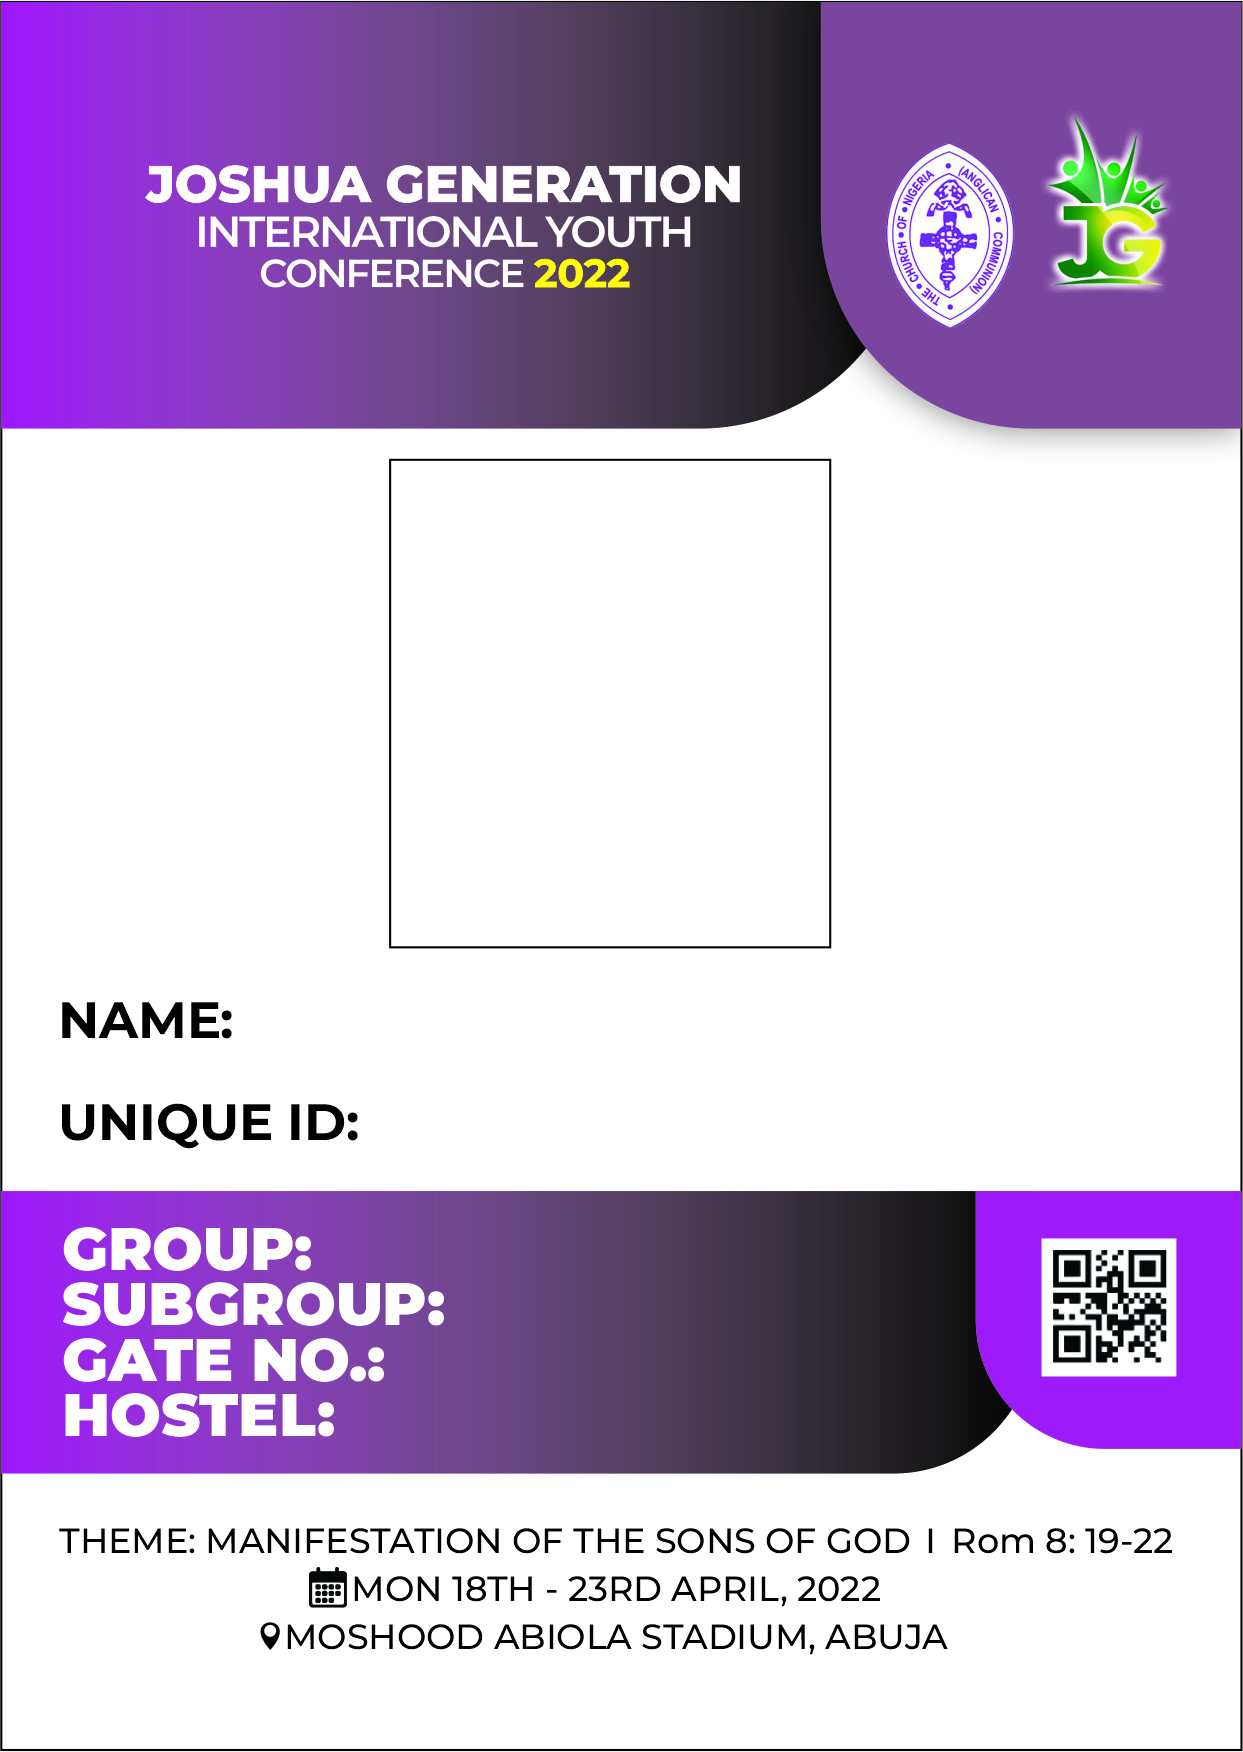 JOSHUA GENERATION
INTERNATIONAL YOUTH
CONFERENCE 2022
THE • CHURCH • OF • NIGERIA • (ANGLICAN • COMMUNION) •
JG
NAME:
UNIQUE ID:
GROUP:
SUBGROUP:
GATE NO.:
HOSTEL:
THEME: MANIFESTATION OF THE SONS OF GOD I Rom 8: 19-22
MON 18TH - 23RD APRIL, 2022
MOSHOOD ABIOLA STADIUM, ABUJA